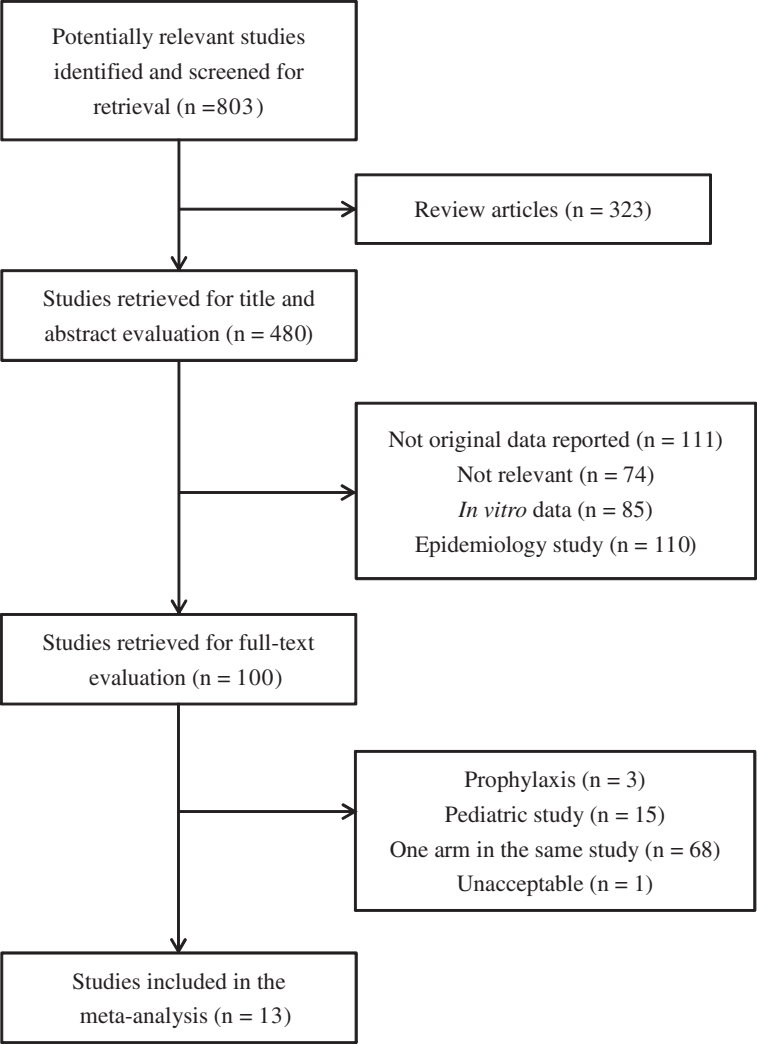 Potentially relevant studies
identified and screened for
retrieval (n =803)
Review articles (n = 323)
Studies retrieved for title and
abstract evaluation (n = 480)
Not original data reported (n = 111)
Not relevant (n = 74)
In vitro data (n = 85)
Epidemiology study (n = 110)
Studies retrieved for full-text
evaluation (n = 100)
Prophylaxis (n = 3)
Pediatric study (n = 15)
One arm in the same study (n = 68)
Unacceptable (n = 1)
Studies included in the
meta-analysis (n = 13)